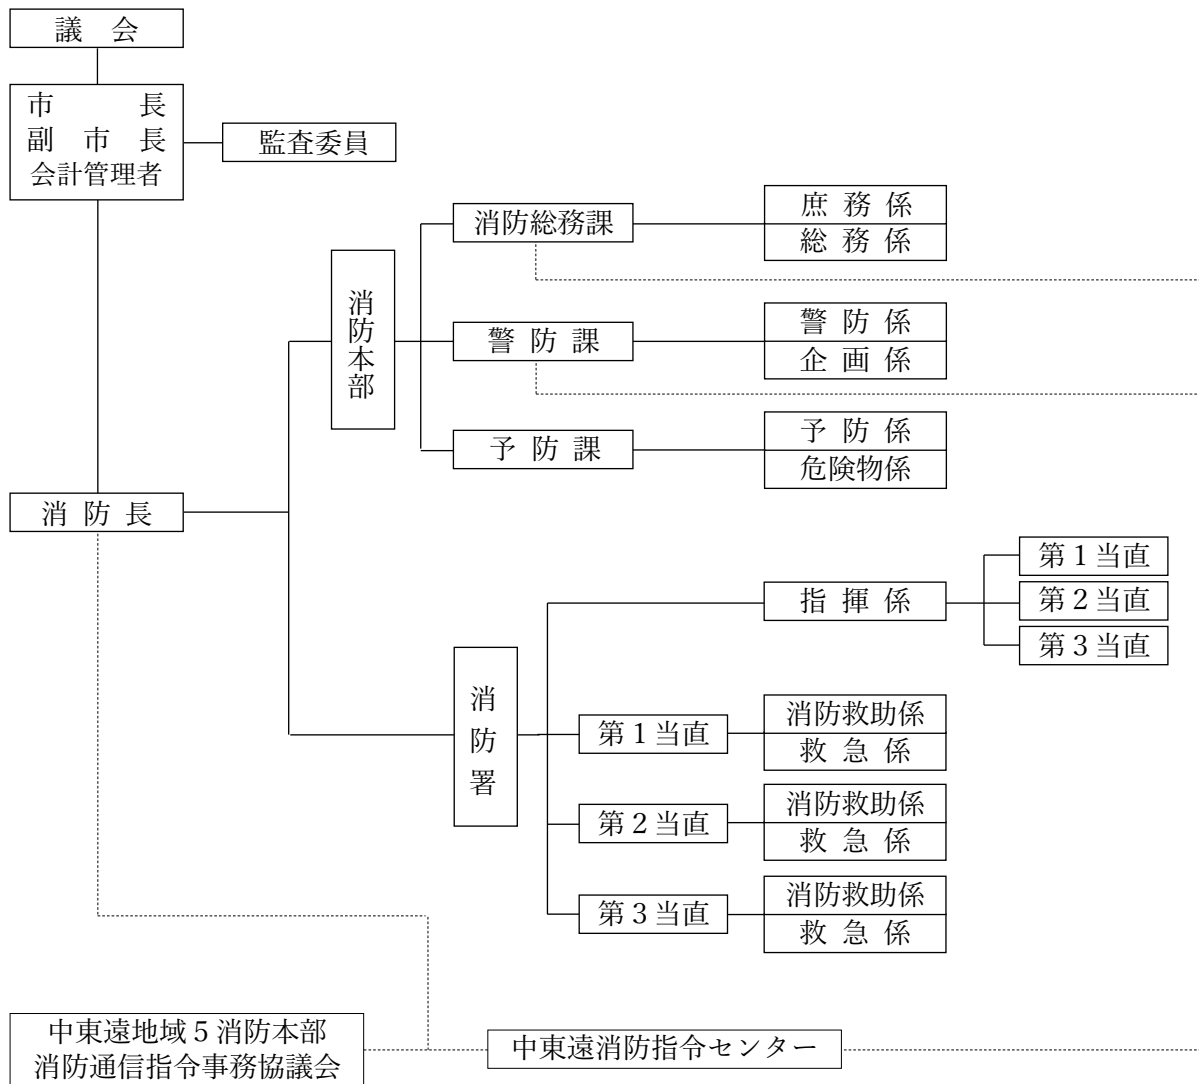 議　会
市　　　長
副　市　長
会計管理者
監査委員
消防総務課
庶 務 係
総 務 係
消防本部
警 防 課
警 防 係
企 画 係
予 防 課
予 防 係
危険物係
消 防 長
指 揮 係
第１当直
第２当直
第３当直
消防署
第１当直
消防救助係
救 急 係
第２当直
消防救助係
救 急 係
第３当直
消防救助係
救 急 係
中東遠地域５消防本部
消防通信指令事務協議会
中東遠消防指令センター